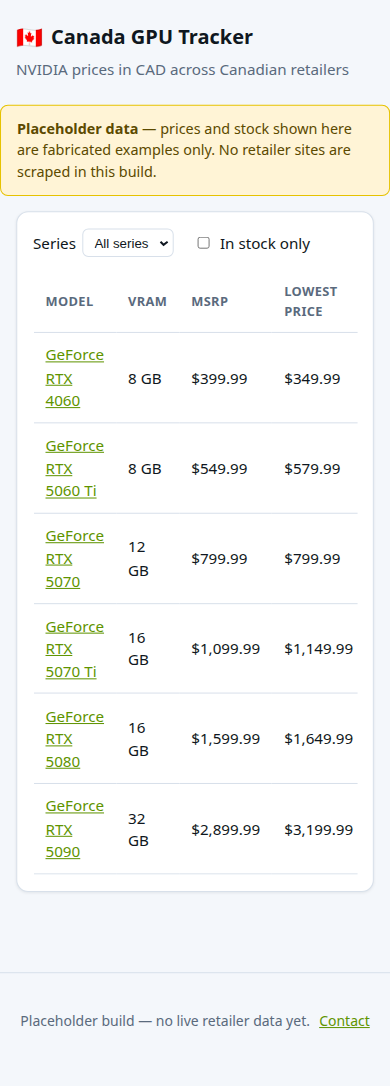 🇨🇦 Canada GPU Tracker
NVIDIA prices in CAD across Canadian retailers
Placeholder data — prices and stock shown here
are fabricated examples only. No retailer sites are
scraped in this build.
Series All series In stock only
MODEL VRAM MSRP LOWEST PRICE
GeForce RTX 4060 8 GB $399.99 $349.99
GeForce RTX 5060 Ti 8 GB $549.99 $579.99
GeForce RTX 5070 12 GB $799.99 $799.99
GeForce RTX 5070 Ti 16 GB $1,099.99 $1,149.99
GeForce RTX 5080 16 GB $1,599.99 $1,649.99
GeForce RTX 5090 32 GB $2,899.99 $3,199.99
Placeholder build — no live retailer data yet. Contact